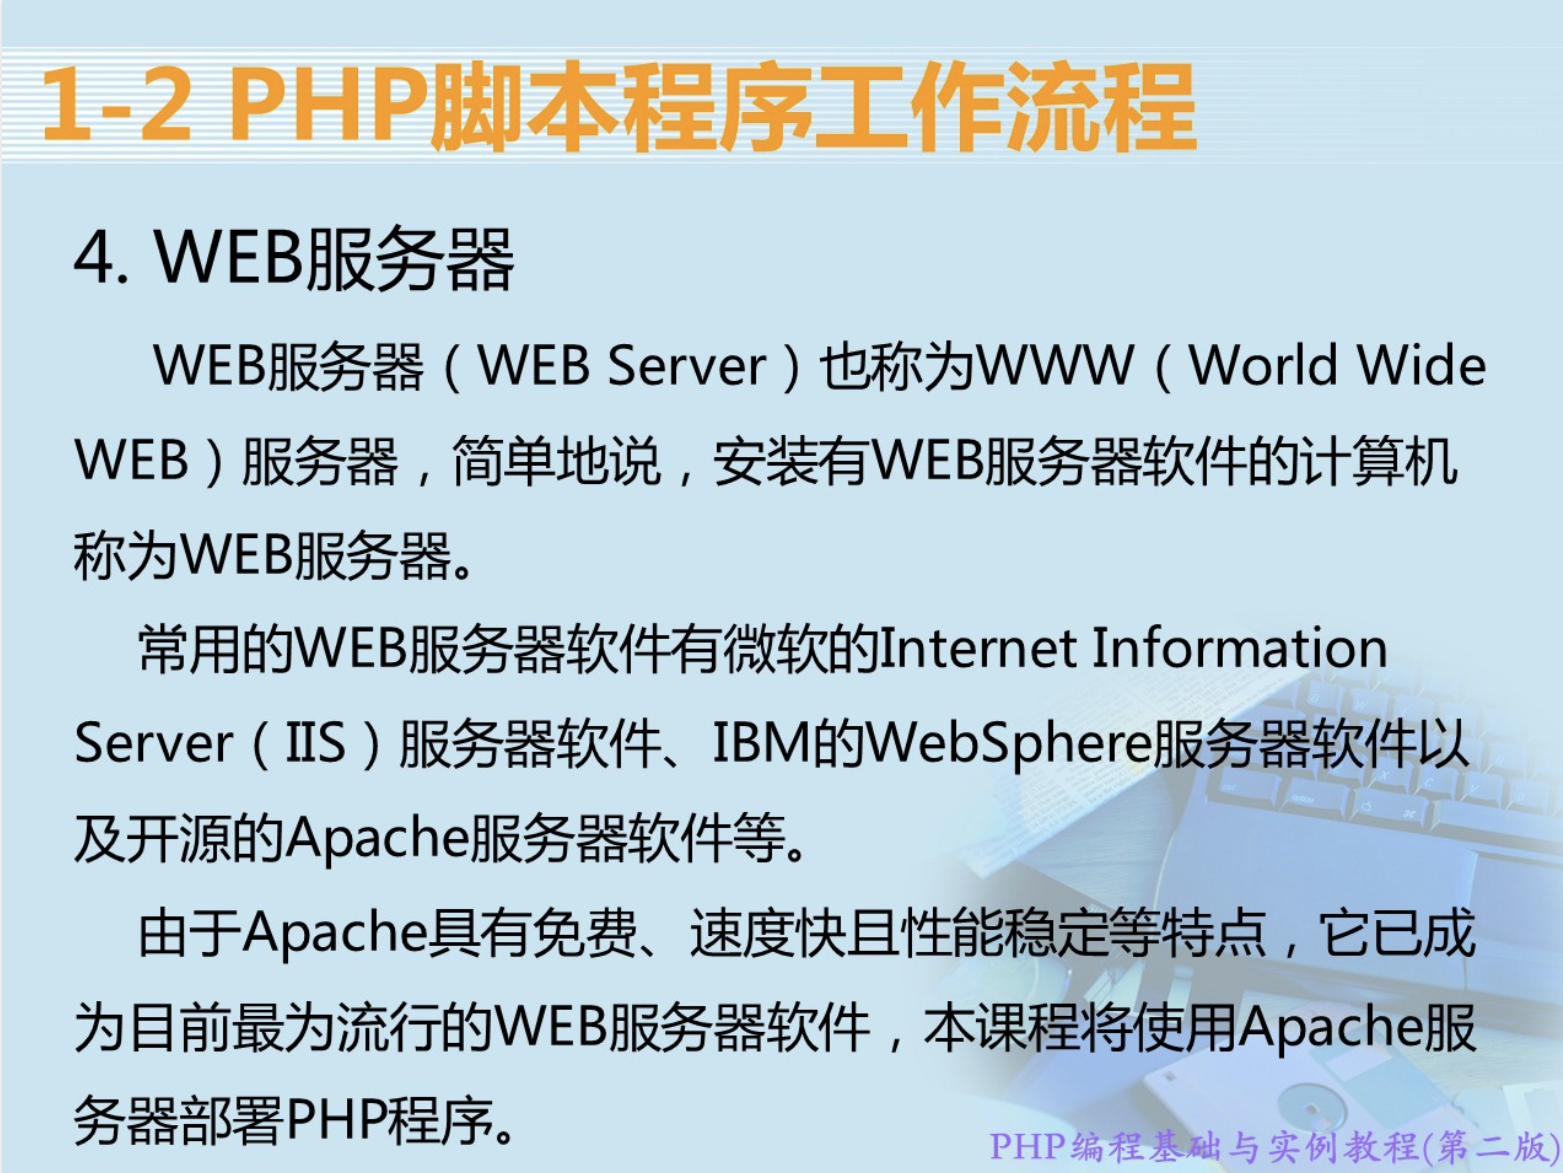 1-2 PHP脚本程序工作流程
4. WEB服务器
WEB服务器（WEB Server）也称为WWW（World Wide
WEB）服务器，简单地说，安装有WEB服务器软件的计算机
称为WEB服务器。
常用的WEB服务器软件有微软的Internet Information
Server（IIS）服务器软件、IBM的WebSphere服务器软件以
及开源的Apache服务器软件等。
由于Apache具有免费、速度快且性能稳定等特点，它已成
为目前最为流行的WEB服务器软件，本课程将使用Apache服
务器部署PHP程序。
PHP编程基础与实例教程(第二版)